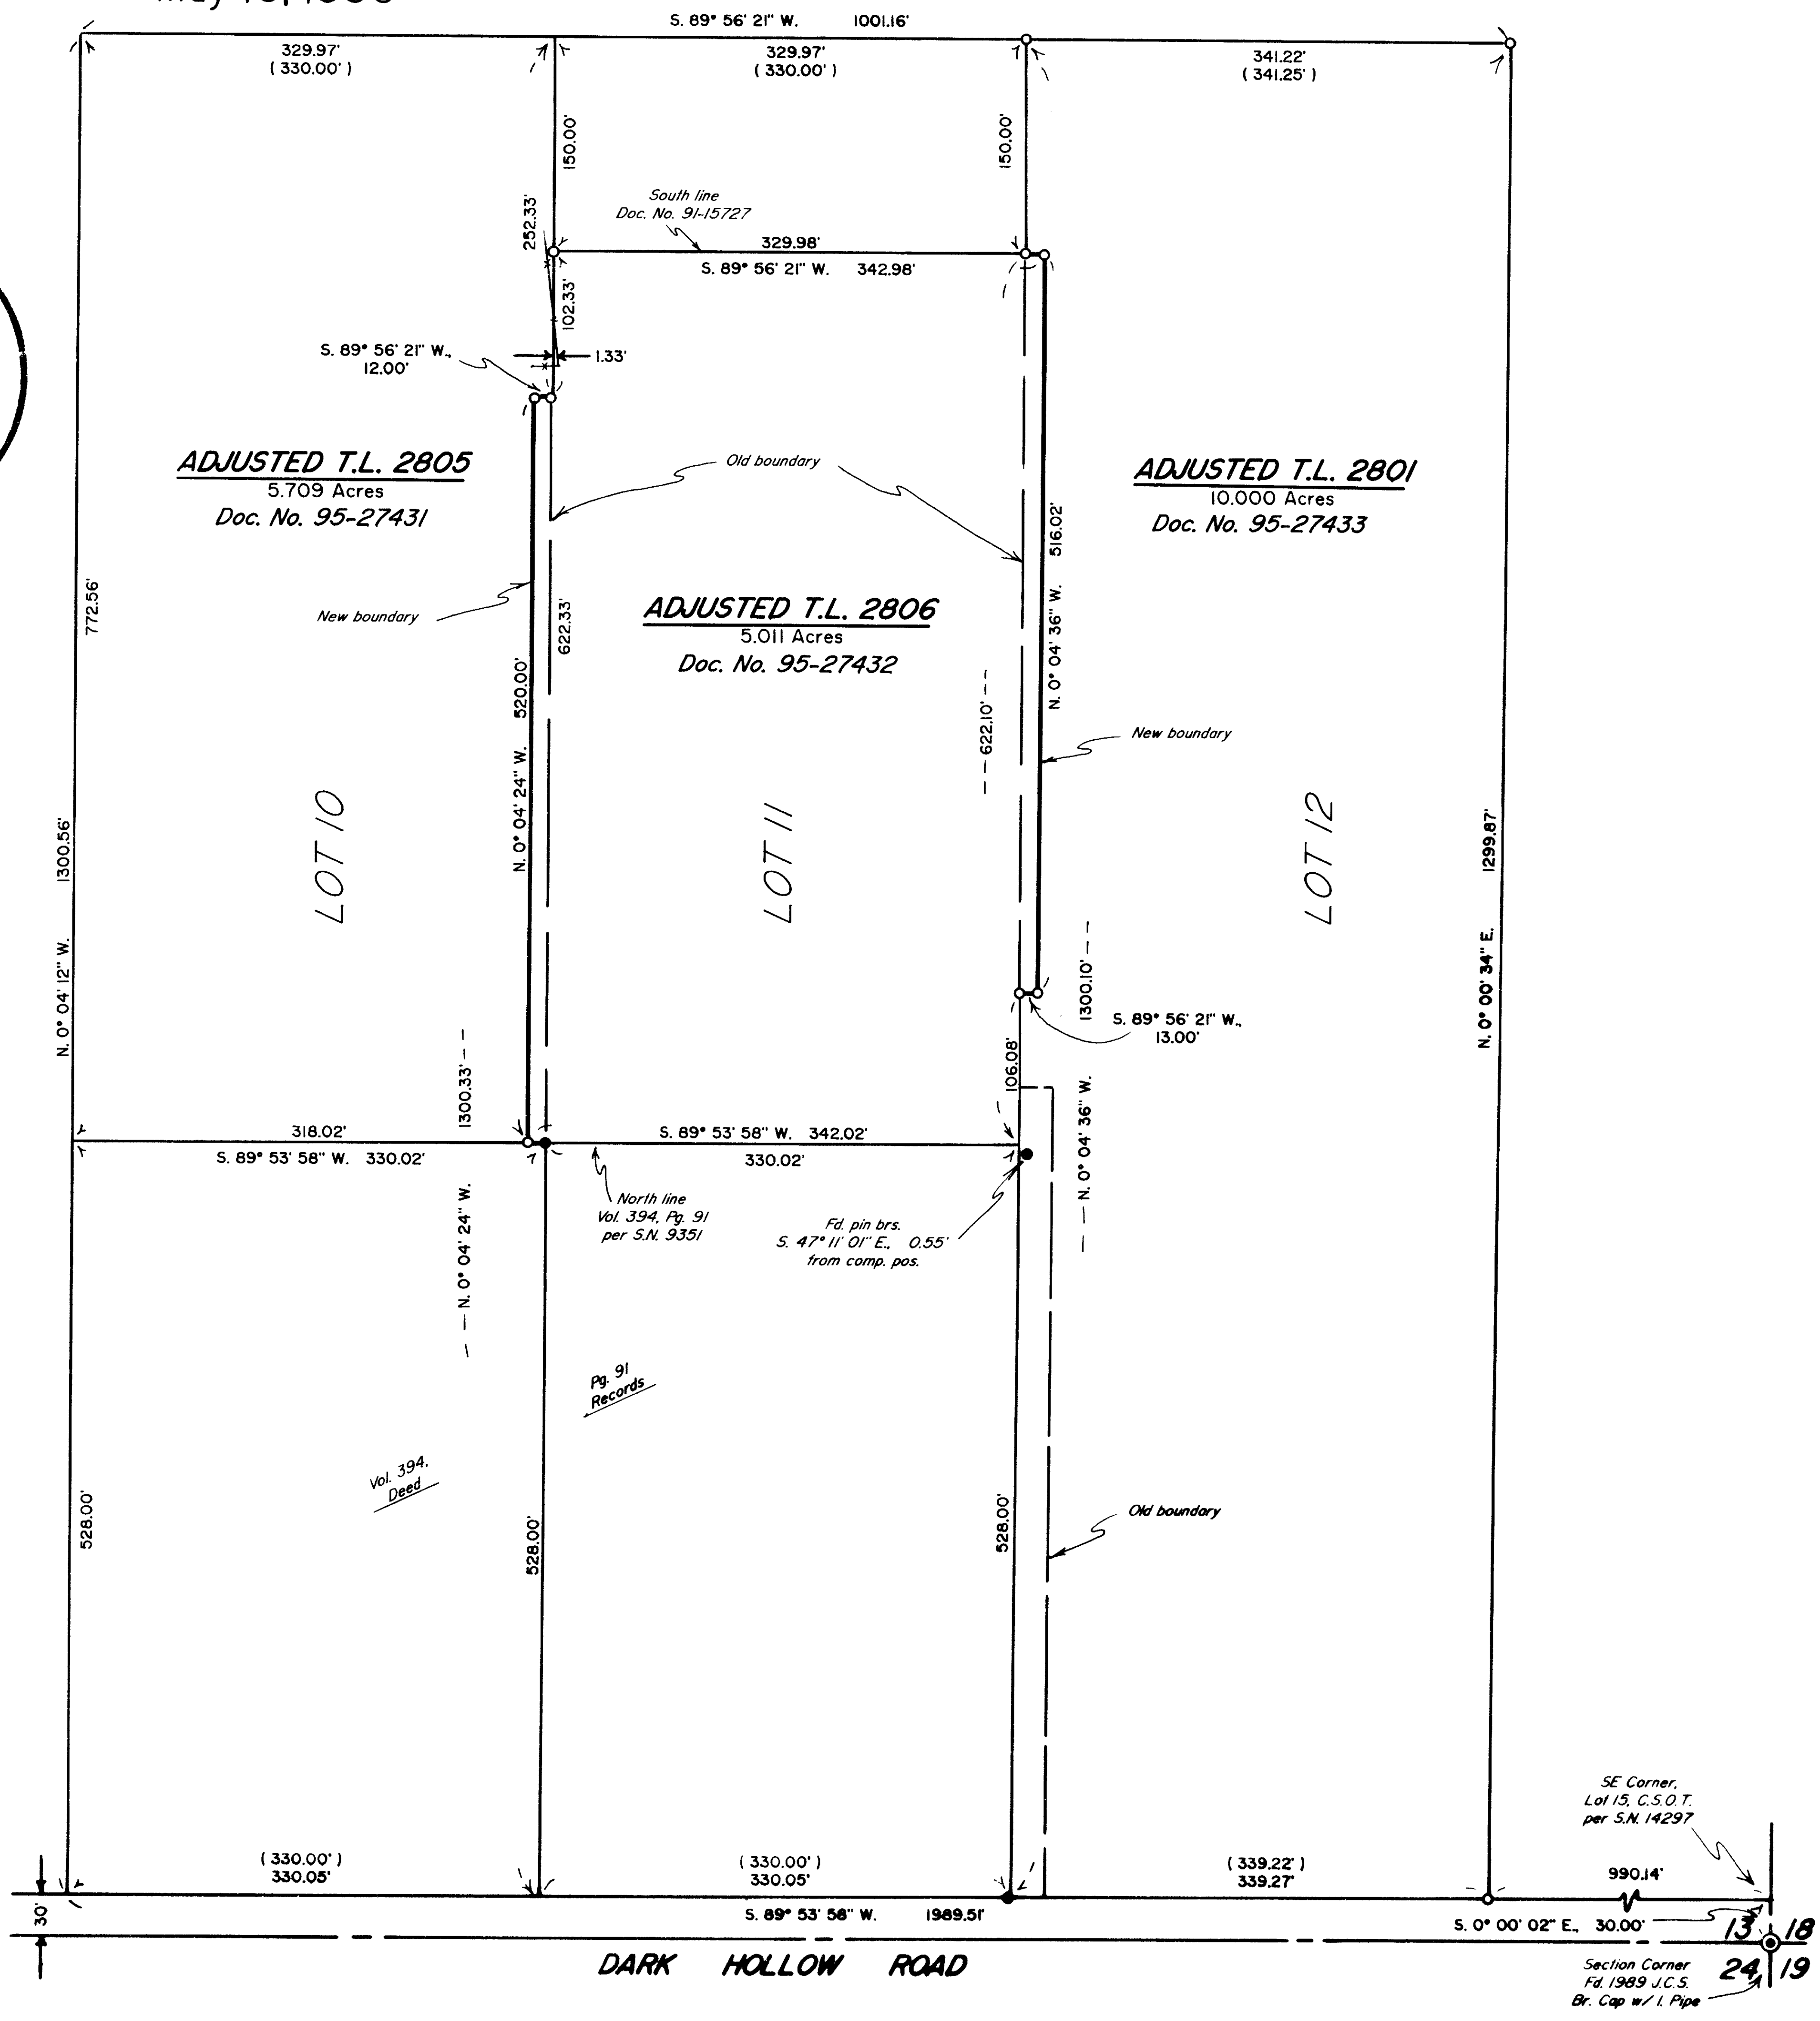 S. 89° 56' 21" W. 1001.16'
329.97'
( 330.00' )
329.97'
( 330.00' )
341.22'
( 341.25' )
150.00'
150.00'
252.33'
South line
Doc. No. 91-15727
329.98'
S. 89° 56' 21" W. 342.98'
102.33'
S. 89° 56' 21" W.,
12.00'
1.33'
ADJUSTED T.L. 2805
5.709 Acres
Doc. No. 95-27431
Old boundary
ADJUSTED T.L. 2801
10.000 Acres
Doc. No. 95-27433
N. 0° 04' 36" W. 516.02'
772.56'
New boundary
622.33'
ADJUSTED T.L. 2806
5.011 Acres
Doc. No. 95-27432
N. 0° 04' 24" W. 520.00'
622.10'
New boundary
LOT 10
LOT 11
LOT 12
N. 0° 04' 12" W. 1300.56'
N. 0° 00' 34" E. 1299.87'
1300.10'
S. 89° 56' 21" W.,
13.00'
106.08'
1300.33'
N. 0° 04' 36" W.
318.02'
S. 89° 53' 58" W. 330.02'
S. 89° 53' 58" W. 342.02'
330.02'
N. 0° 04' 24" W.
North line
Vol. 394, Pg. 91
per S.N. 9351
Fd. pin brs.
S. 47° 11' 01" E., 0.55'
from comp. pos.
Pg. 91
Records
Vol. 394,
Deed
528.00'
528.00'
528.00'
Old boundary
SE Corner,
Lot 15, C.S.O.T.
per S.N. 14297
( 330.00' )
330.05'
( 330.00' )
330.05'
( 339.22' )
339.27'
990.14'
30'
S. 89° 53' 58" W. 1989.51'
S. 0° 00' 02" E., 30.00'
13 18
24 19
DARK HOLLOW ROAD
Section Corner
Fd. 1989 J.C.S.
Br. Cap w/ I. Pipe